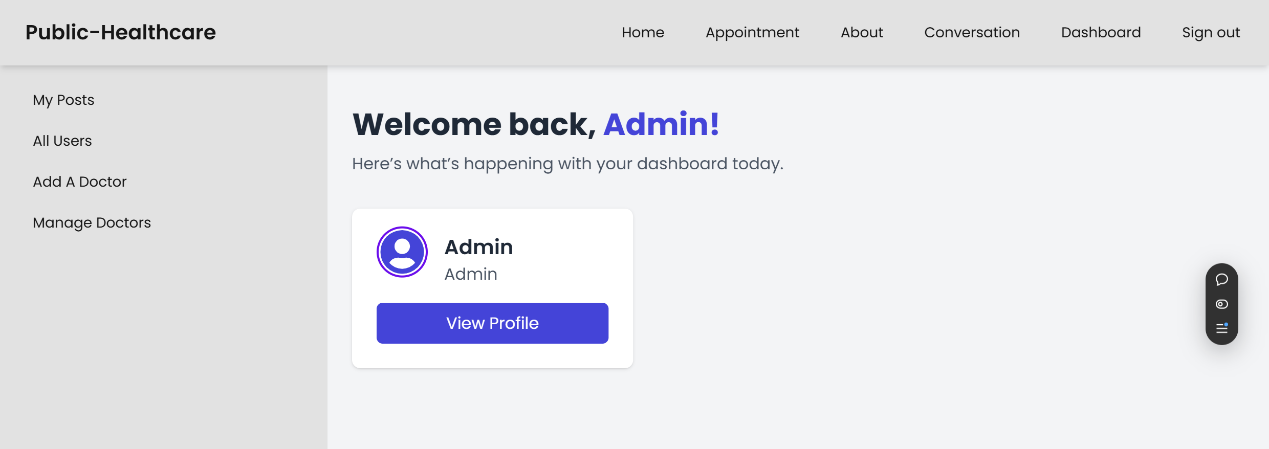 Public-Healthcare
Home Appointment About Conversation Dashboard Sign out
My Posts
All Users
Add A Doctor
Manage Doctors
Welcome back, Admin!
Here’s what’s happening with your dashboard today.
Admin
Admin
View Profile